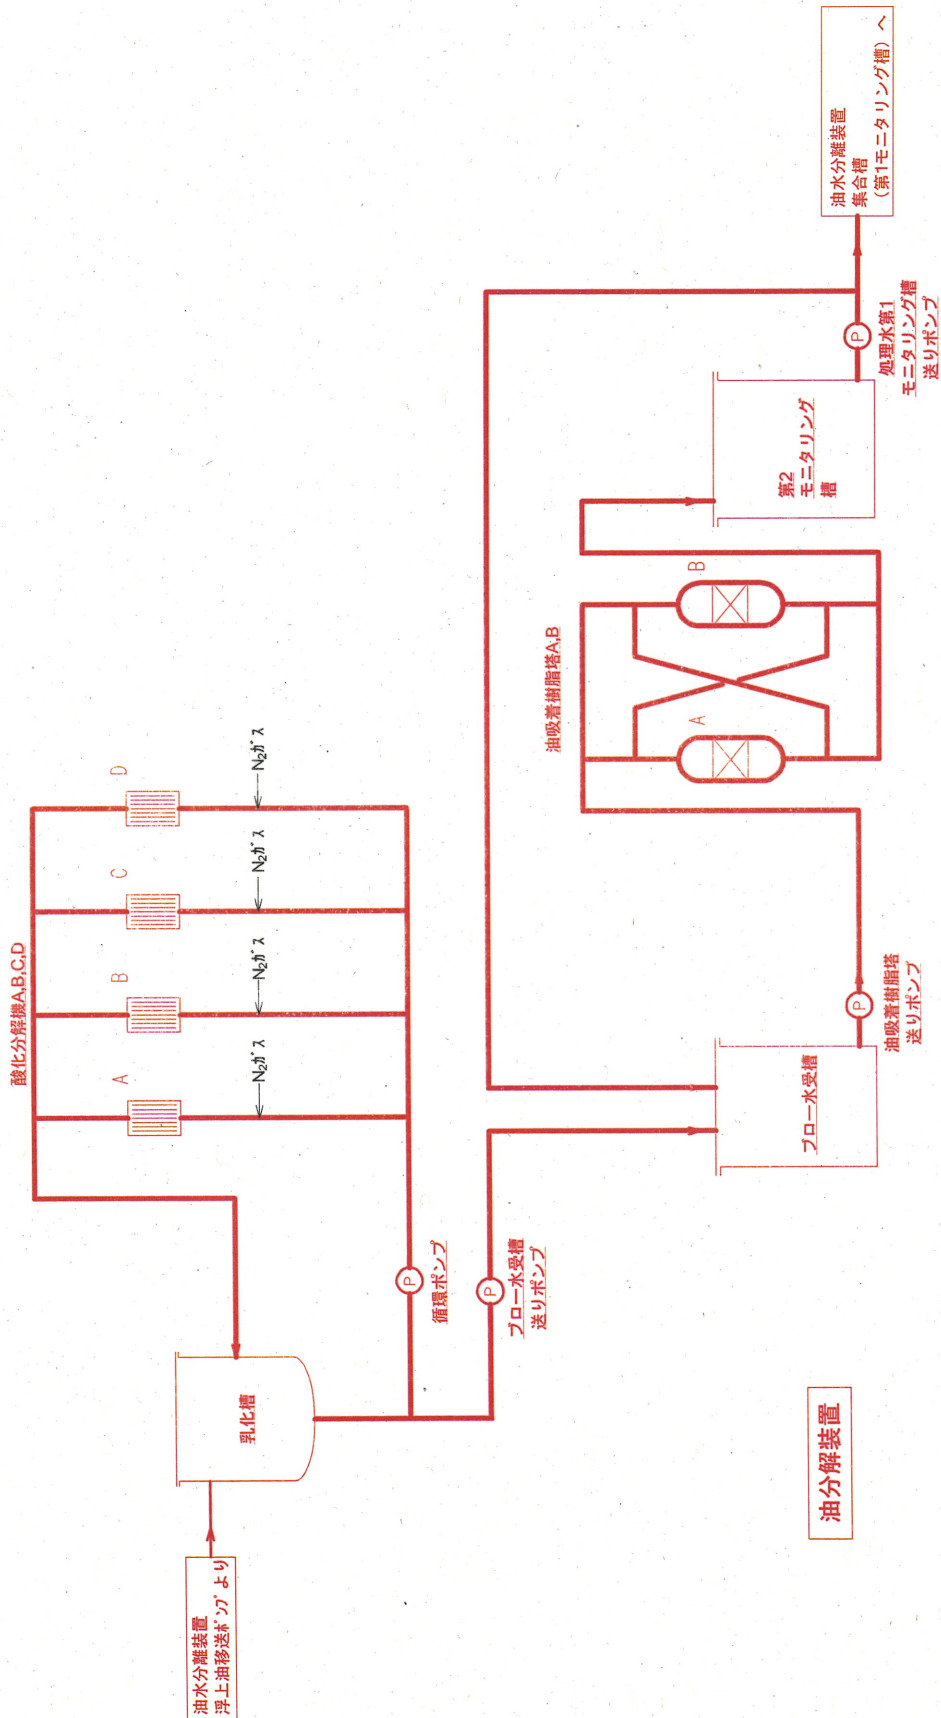 油水分離装置
浮上油移送ﾎﾟﾝﾌﾟより
乳化槽
酸化分解機A,B,C,D
A
B
C
D
N₂ｶﾞｽ
N₂ｶﾞｽ
N₂ｶﾞｽ
N₂ｶﾞｽ
P
循環ポンプ
P
ブロー水受槽
送りポンプ
ブロー水受槽
P
油吸着樹脂塔
送りポンプ
油吸着樹脂塔A,B
A
B
第2
モニタリング
槽
P
処理水第1
モニタリング槽
送りポンプ
油水分離装置
集合槽
（第1モニタリング槽）へ
油分解装置